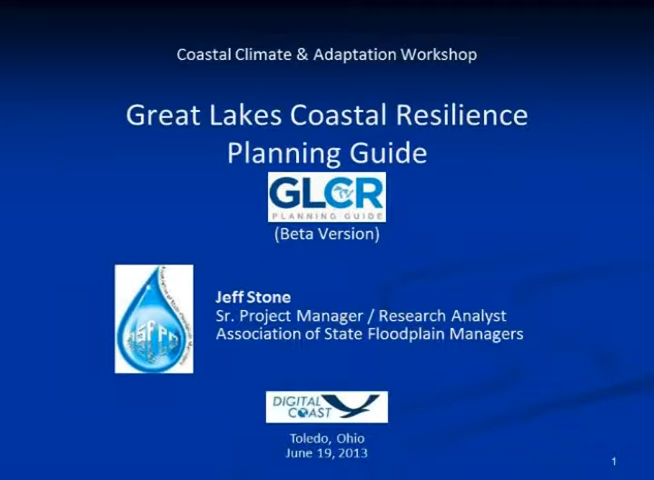 Coastal Climate & Adaptation Workshop
Great Lakes Coastal Resilience
Planning Guide
GLCR
PLANNING GUIDE
(Beta Version)
Jeff Stone
Sr. Project Manager / Research Analyst
Association of State Floodplain Managers
DIGITAL
COAST
Toledo, Ohio
June 19, 2013
1